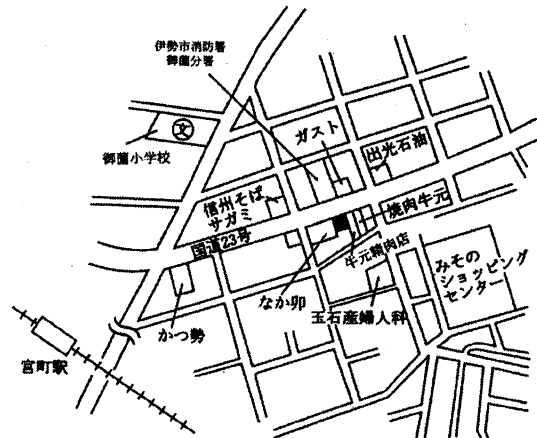 伊勢市消防署
御薗分署
ガスト
出光石油
文
御薗小学校
信州そば
サガミ
焼肉牛元
国道23号
牛元精肉店
みその
ショッピング
センター
なか卯
玉石産婦人科
かつ勢
宮町駅